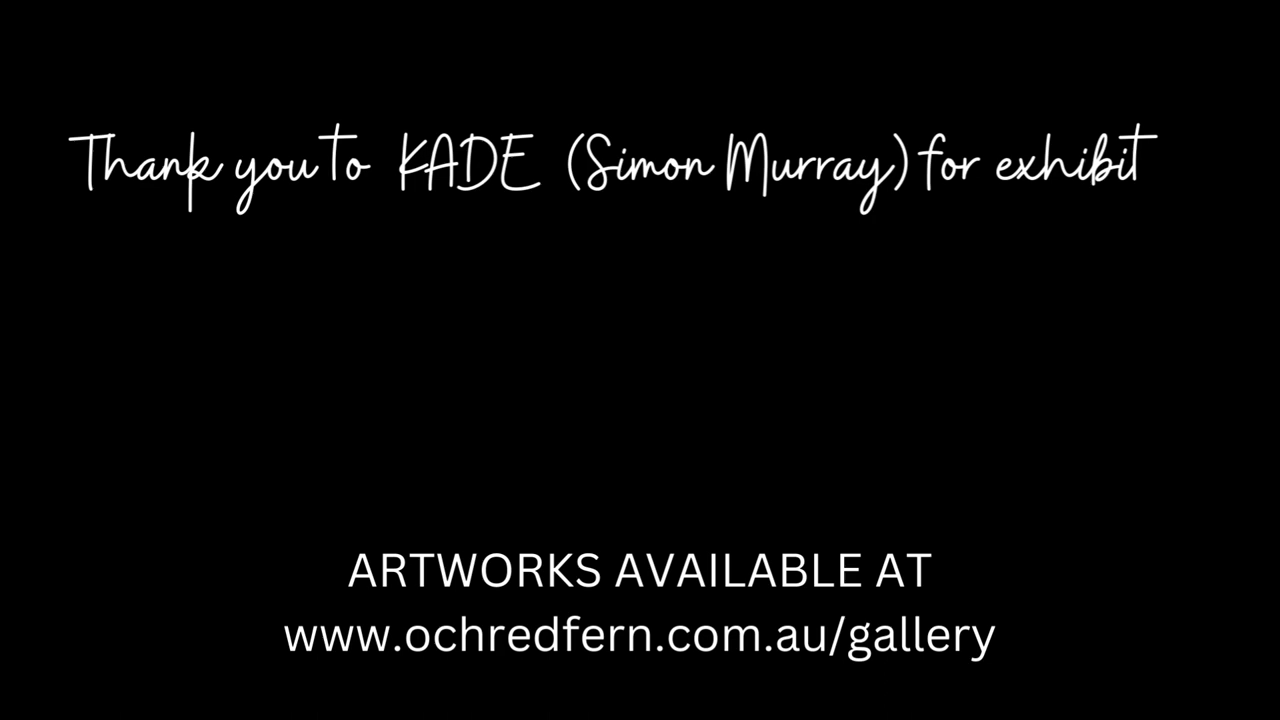 Thank you to KADE (Simon Murray) for exhibit
ARTWORKS AVAILABLE AT
www.ochredfern.com.au/gallery